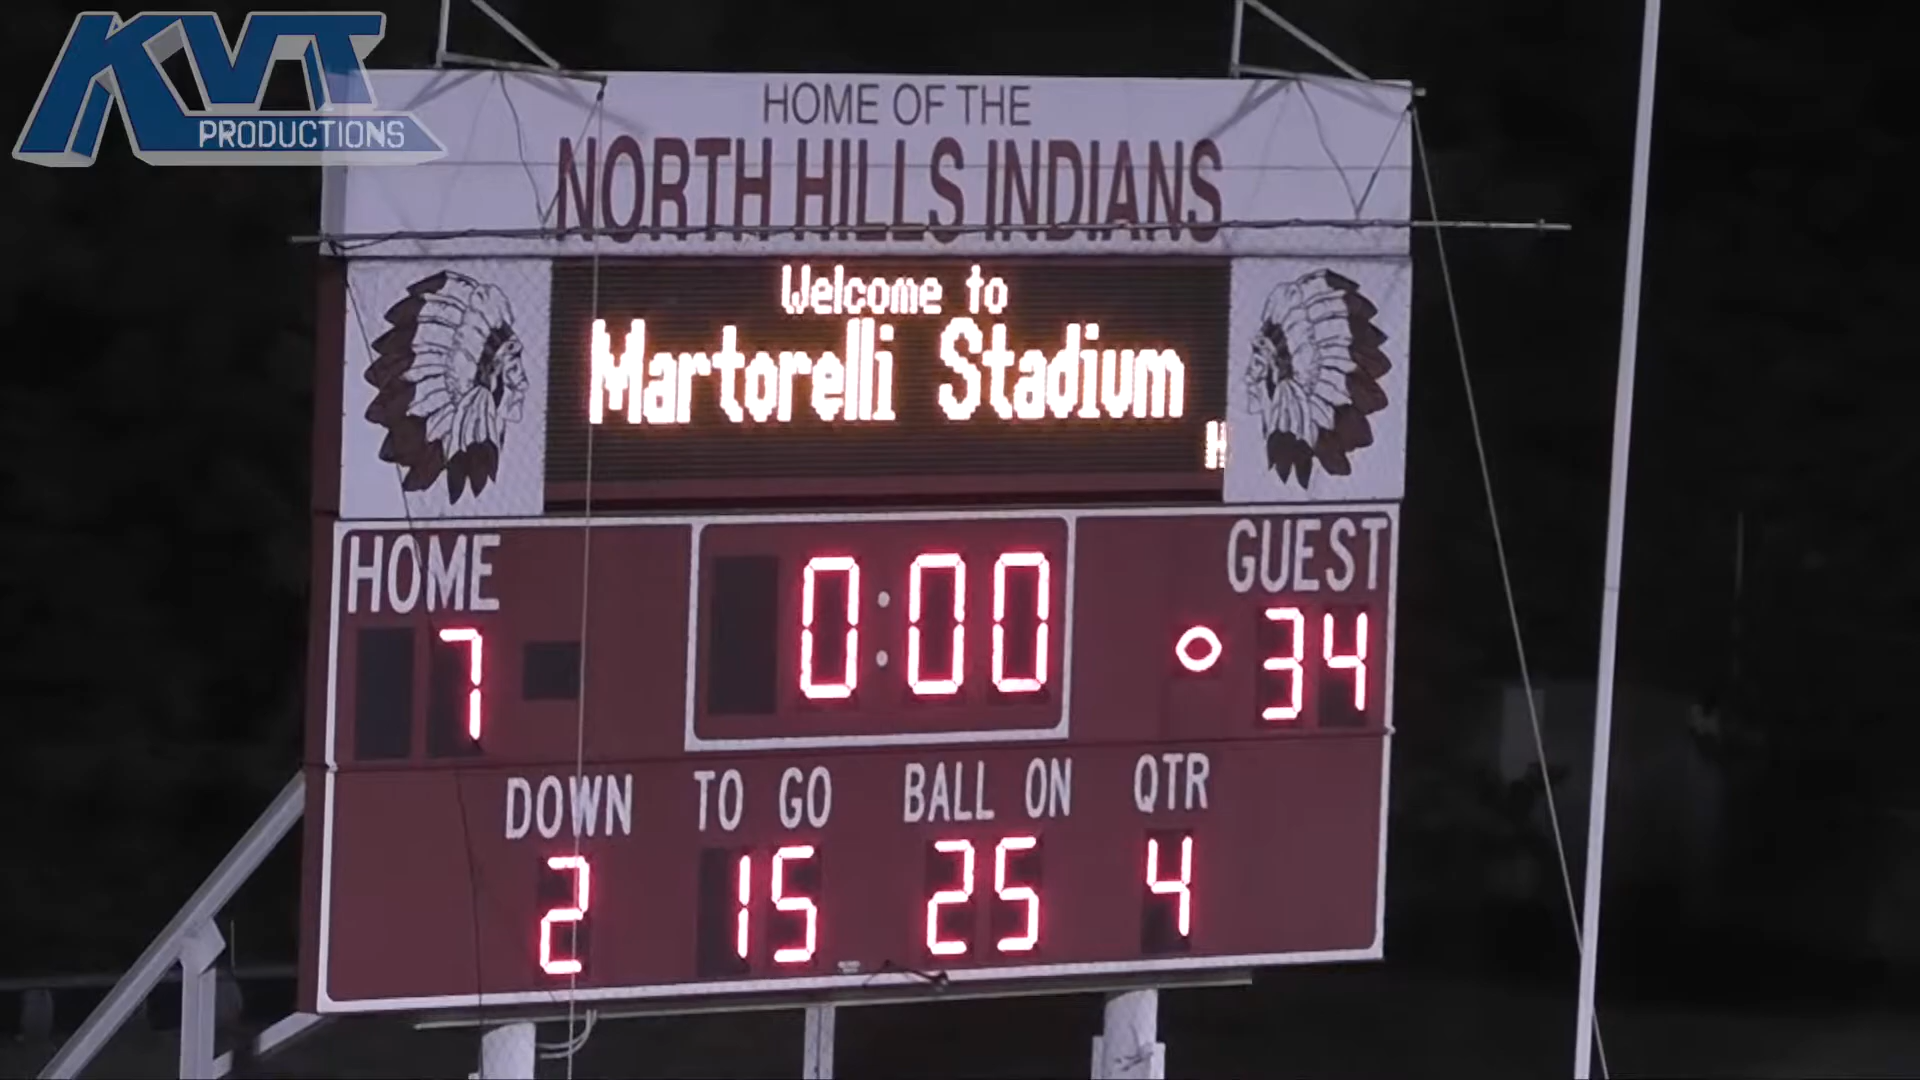 KVT
PRODUCTIONS
HOME OF THE
NORTH HILLS INDIANS
Welcome to
Martorelli Stadium
H
HOME
GUEST
7
0:00
34
DOWN
TO GO
BALL ON
QTR
2
15
25
4